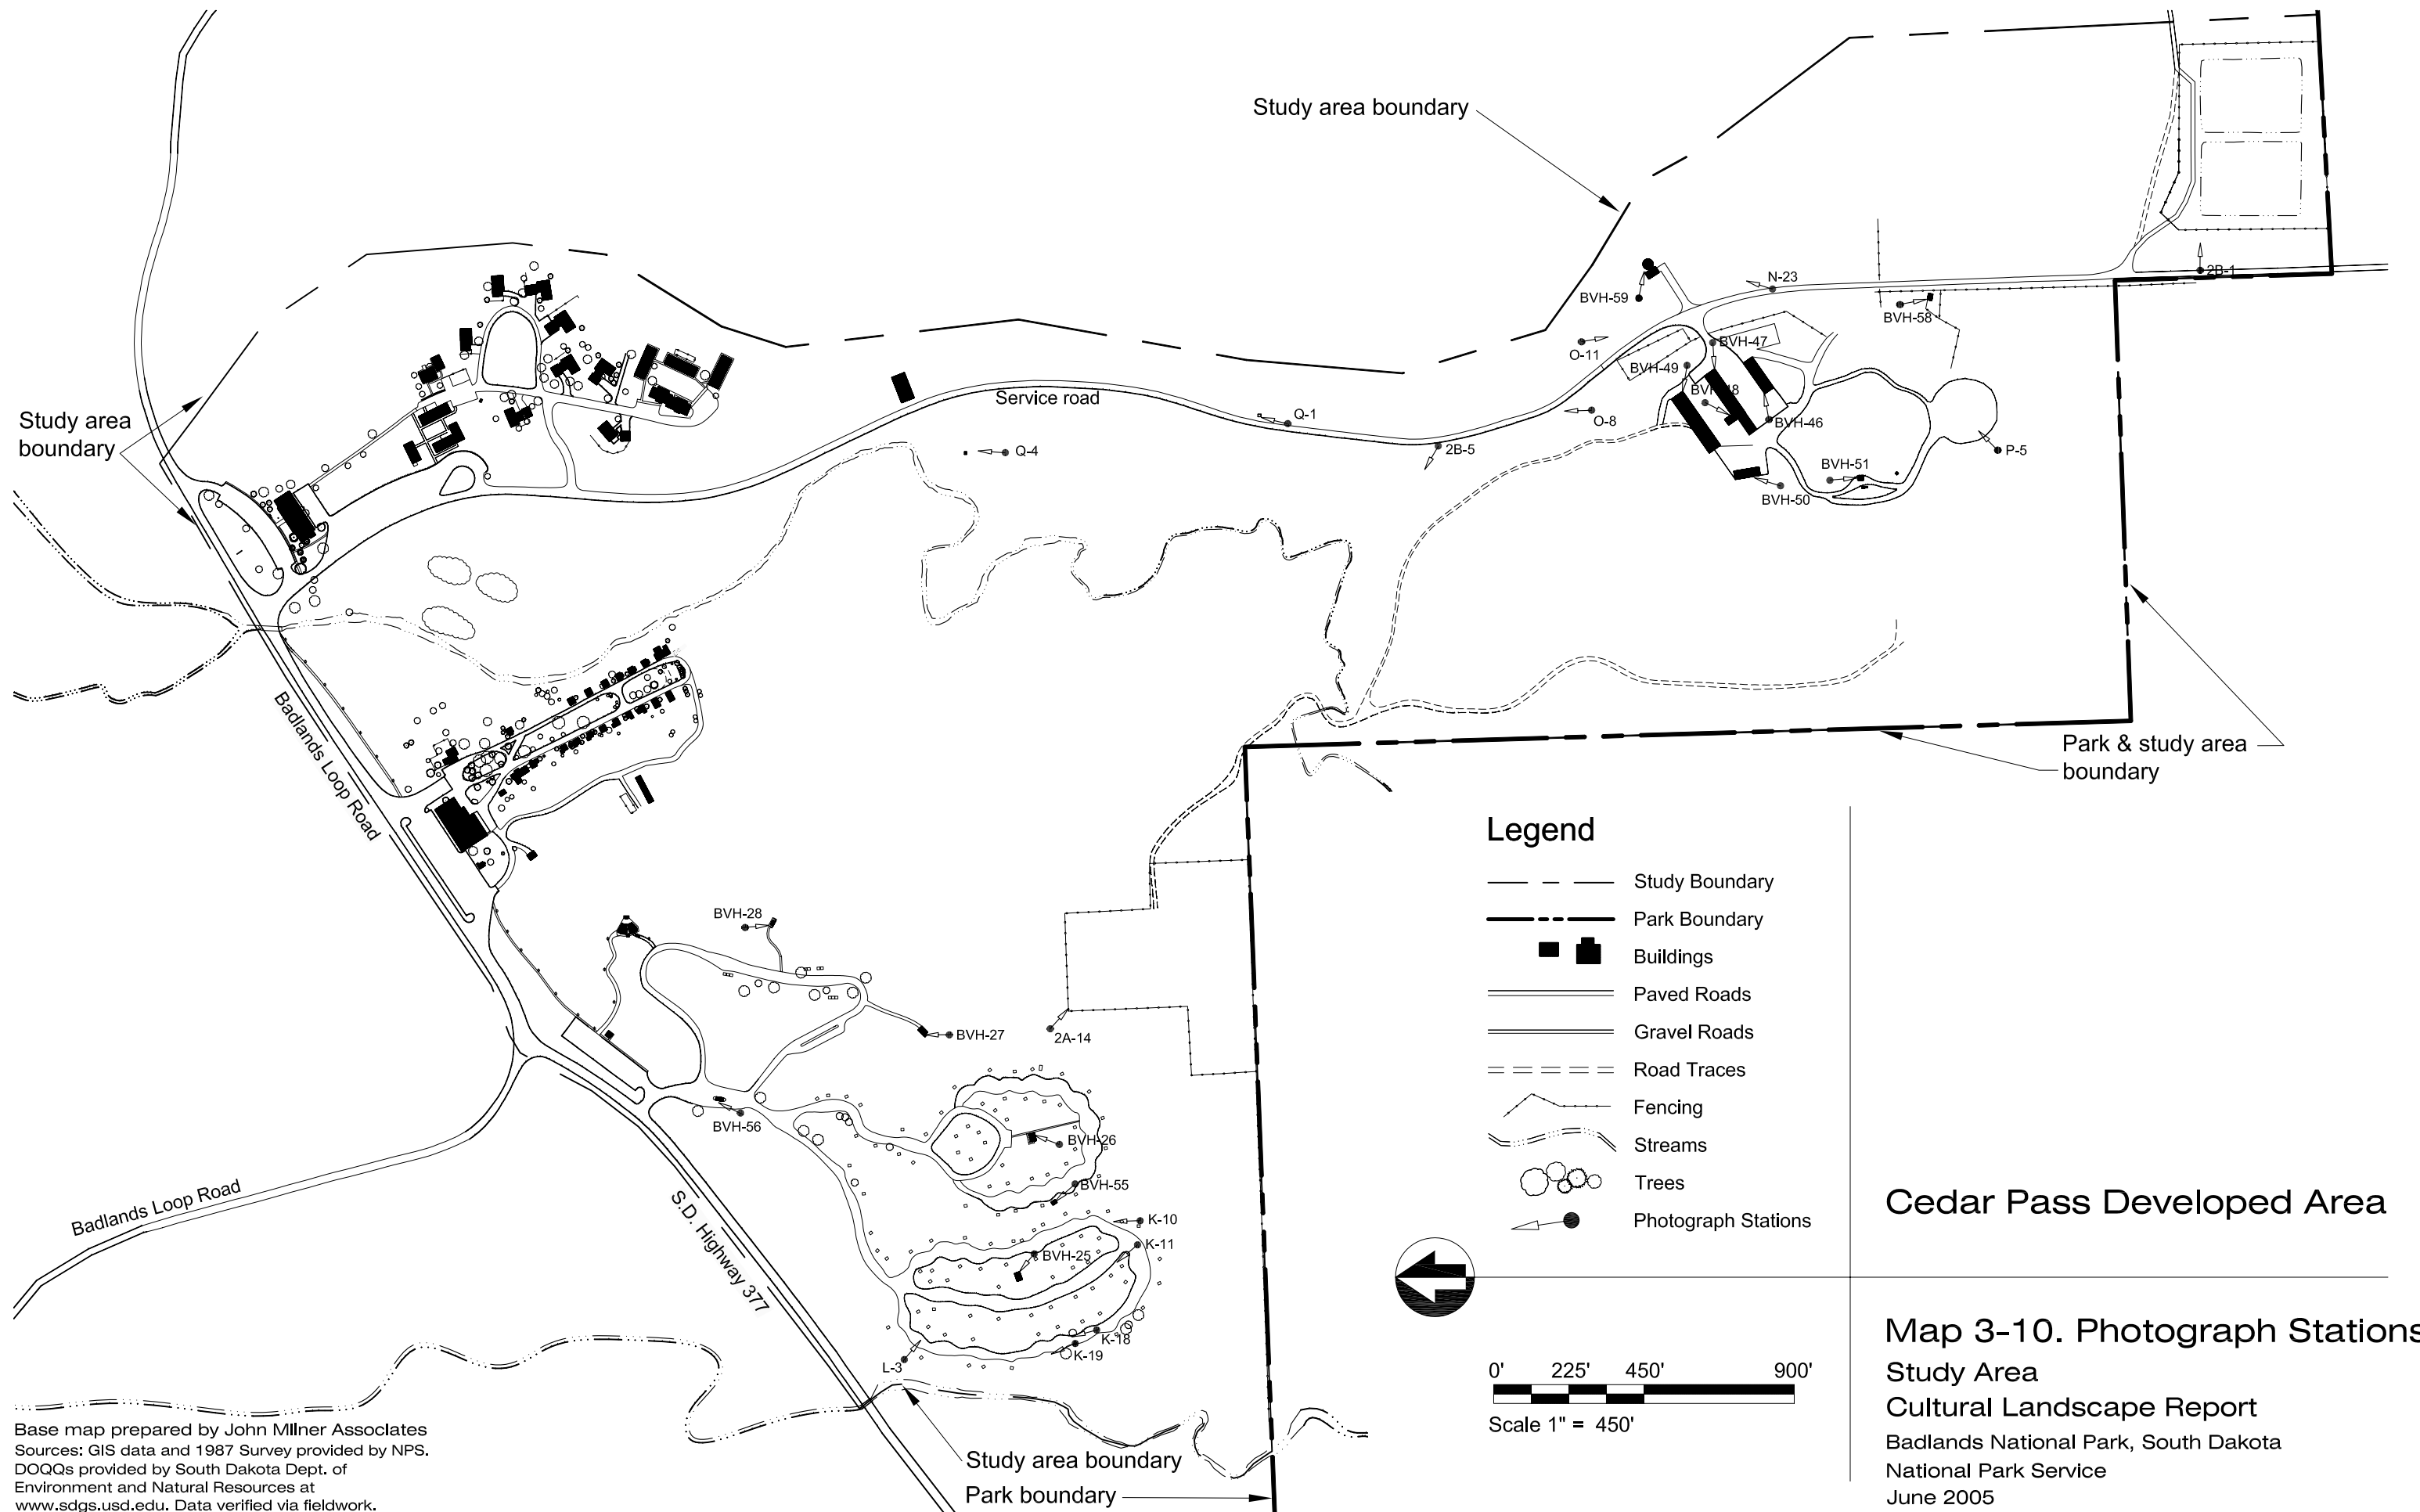 Study area boundary
N-23
2B-1
BVH-59
BVH-58
O-11
BVH-47
BVH-49
BVH-48
Service road
Q-1
O-8
BVH-46
Study area
boundary
Q-4
2B-5
P-5
BVH-51
BVH-50
Badlands Loop Road
Park & study area
boundary
Legend
Study Boundary
Park Boundary
Buildings
Paved Roads
Gravel Roads
Road Traces
Fencing
Streams
Trees
Photograph Stations
BVH-28
BVH-27
2A-14
BVH-56
BVH-26
BVH-55
K-10
K-11
BVH-25
K-18
K-19
L-3
Badlands Loop Road
S.D. Highway 377
Cedar Pass Developed Area
0' 225' 450' 900'
Scale 1" = 450'
Map 3-10. Photograph Stations
Study Area
Cultural Landscape Report
Badlands National Park, South Dakota
National Park Service
June 2005
Study area boundary
Park boundary
Base map prepared by John Milner Associates
Sources: GIS data and 1987 Survey provided by NPS.
DOQQs provided by South Dakota Dept. of
Environment and Natural Resources at
www.sdgs.usd.edu. Data verified via fieldwork.